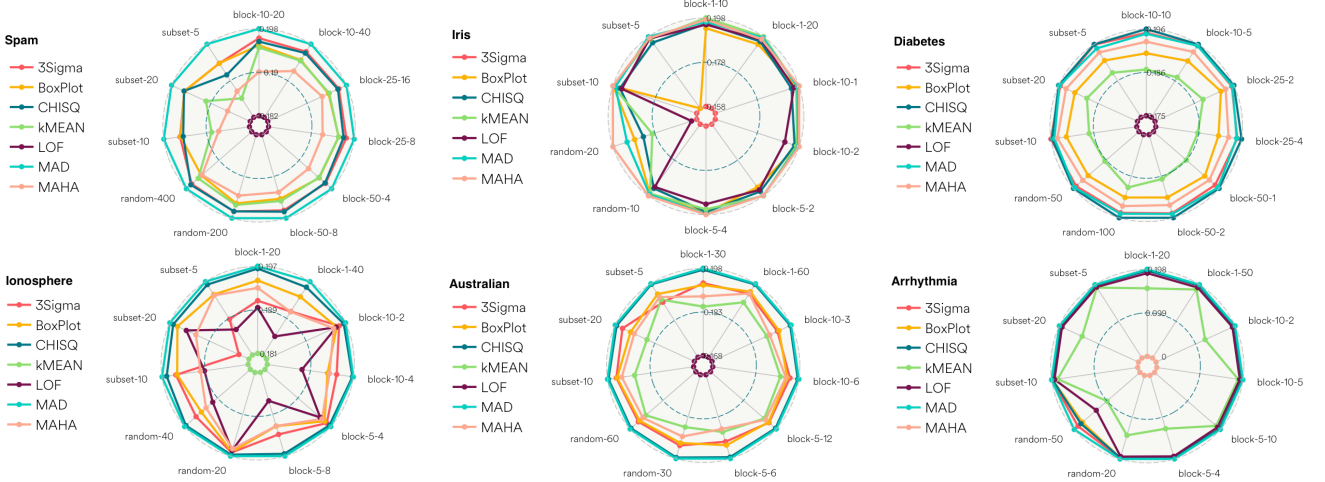 Spam
3Sigma
BoxPlot
CHISQ
kMEAN
LOF
MAD
MAHA
block-10-20
block-10-40
block-25-16
block-25-8
block-50-4
block-50-8
random-200
random-400
subset-10
subset-20
subset-5
0.198
0.19
0.182
Iris
3Sigma
BoxPlot
CHISQ
kMEAN
LOF
MAD
MAHA
block-1-10
block-1-20
block-10-1
block-10-2
block-5-2
block-5-4
random-10
random-20
subset-10
subset-5
0.198
0.178
0.158
Diabetes
3Sigma
BoxPlot
CHISQ
kMEAN
LOF
MAD
MAHA
block-10-10
block-10-5
block-25-2
block-25-4
block-50-1
block-50-2
random-100
random-50
subset-10
subset-20
subset-5
0.196
0.186
0.175
Ionosphere
3Sigma
BoxPlot
CHISQ
kMEAN
LOF
MAD
MAHA
block-1-20
block-1-40
block-10-2
block-10-4
block-5-4
block-5-8
random-20
random-40
subset-10
subset-20
subset-5
0.197
0.189
0.181
Australian
3Sigma
BoxPlot
CHISQ
kMEAN
LOF
MAD
MAHA
block-1-30
block-1-60
block-10-3
block-10-6
block-5-12
block-5-6
random-30
random-60
subset-10
subset-20
subset-5
0.198
0.183
Arrhythmia
3Sigma
BoxPlot
CHISQ
kMEAN
LOF
MAD
MAHA
block-1-20
block-1-50
block-10-2
block-10-5
block-5-10
block-5-4
random-20
random-50
subset-10
subset-20
subset-5
0.198
0.099
0